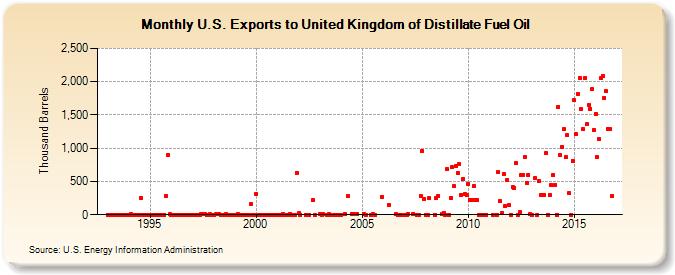 Monthly U.S. Exports to United Kingdom of Distillate Fuel Oil
Thousand Barrels
2,500
2,000
1,500
1,000
500
0
1995 2000 2005 2010 2015
Source: U.S. Energy Information Administration